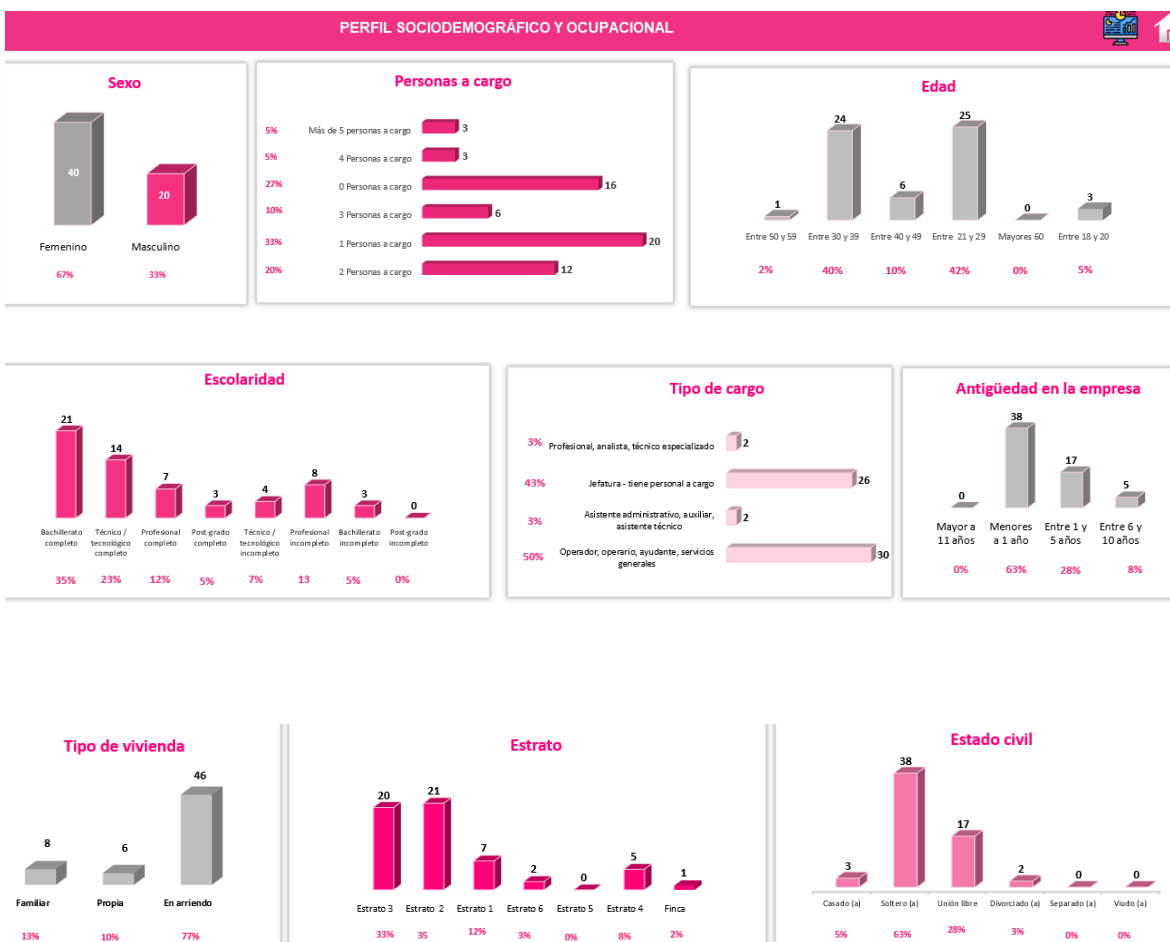 PERFIL SOCIODEMOGRÁFICO Y OCUPACIONAL
Sexo
40
20
Femenino
Masculino
67%
33%
Personas a cargo
5% Más de 5 personas a cargo 3
5% 4 Personas a cargo 3
27% 0 Personas a cargo 16
10% 3 Personas a cargo 6
33% 1 Personas a cargo 20
20% 2 Personas a cargo 12
Edad
1 24 6 25 0 3
Entre 50 y 59 Entre 30 y 39 Entre 40 y 49 Entre 21 y 29 Mayores 60 Entre 18 y 20
2% 40% 10% 42% 0% 5%
Escolaridad
21 14 7 3 4 8 3 0
Bachillerato completo
Técnico / tecnológico completo
Profesional completo
Post-grado completo
Técnico / tecnológico incompleto
Profesional incompleto
Bachillerato incompleto
Post-grado incompleto
35% 23% 12% 5% 7% 13 5% 0%
Tipo de cargo
3% Profesional, analista, técnico especializado 2
43% Jefatura - tiene personal a cargo 26
3% Asistente administrativo, auxiliar, asistente técnico 2
50% Operador, operario, ayudante, servicios generales 30
Antigüedad en la empresa
0 38 17 5
Mayor a 11 años
Menores a 1 año
Entre 1 y 5 años
Entre 6 y 10 años
0% 63% 28% 8%
Tipo de vivienda
8 6 46
Familiar Propia En arriendo
13% 10% 77%
Estrato
20 21 7 2 0 5 1
Estrato 3 Estrato 2 Estrato 1 Estrato 6 Estrato 5 Estrato 4 Finca
33% 35 12% 3% 0% 8% 2%
Estado civil
3 38 17 2 0 0
Casado (a) Soltero (a) Unión libre Divorciado (a) Separado (a) Viudo (a)
5% 63% 28% 3% 0% 0%